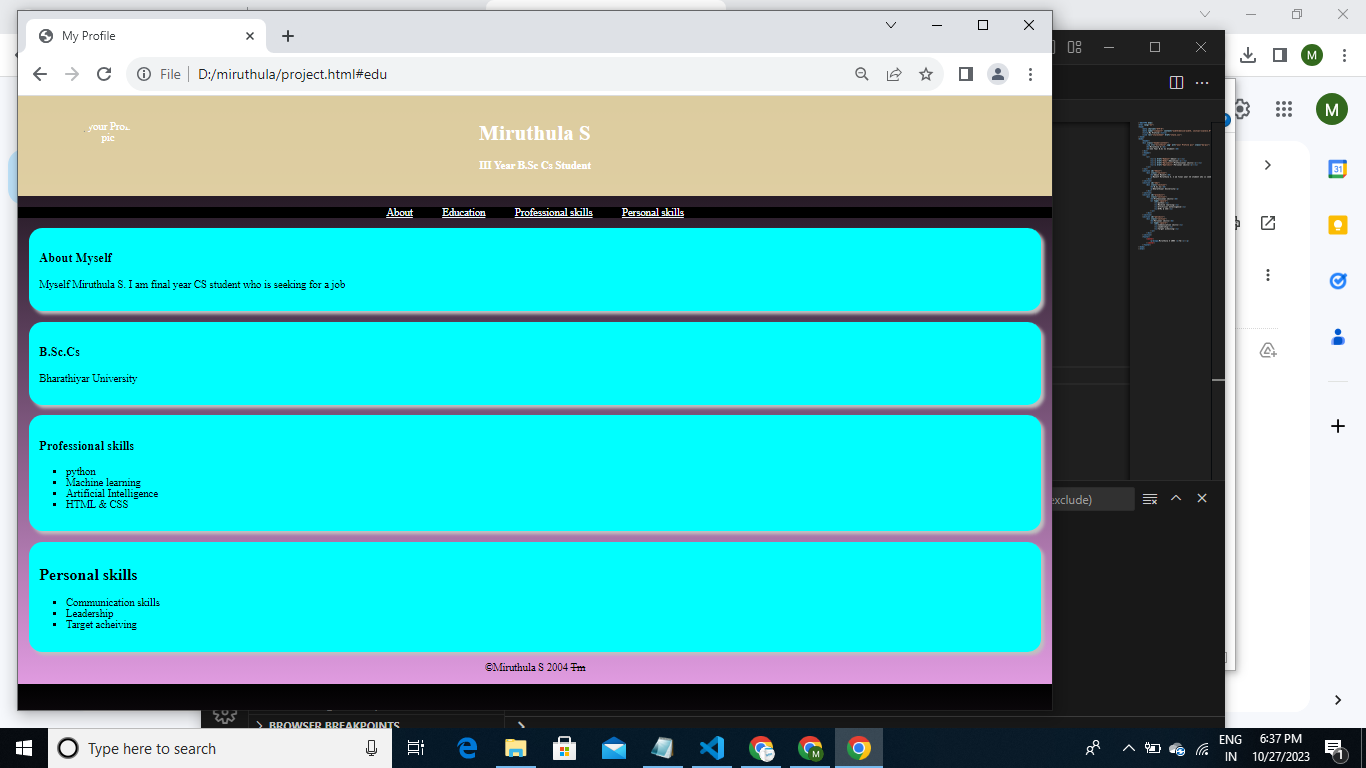 My Profile
File
D:/miruthula/project.html#edu
your Pro
pic
Miruthula S
III Year B.Sc Cs Student
About Education Professional skills Personal skills
About Myself
Myself Miruthula S. I am final year CS student who is seeking for a job
B.Sc.Cs
Bharathiyar University
Professional skills
python
Machine learning
Artificial Intelligence
HTML & CSS
Personal skills
Communication skills
Leadership
Target acheiving
©Miruthula S 2004 Tm
M
M
31
exclude)
BROWSER BREAKPOINTS
Type here to search
M
ENG
IN
6:37 PM
10/27/2023
1